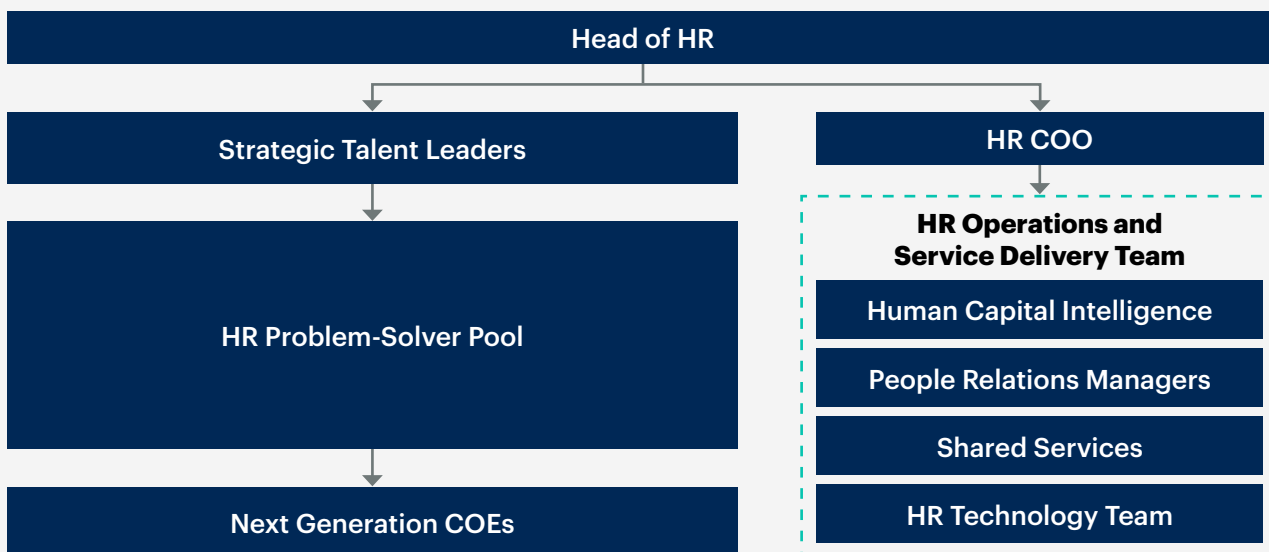 Head of HR
Strategic Talent Leaders
HR COO
HR Problem-Solver Pool
Next Generation COEs
HR Operations and
Service Delivery Team
Human Capital Intelligence
People Relations Managers
Shared Services
HR Technology Team